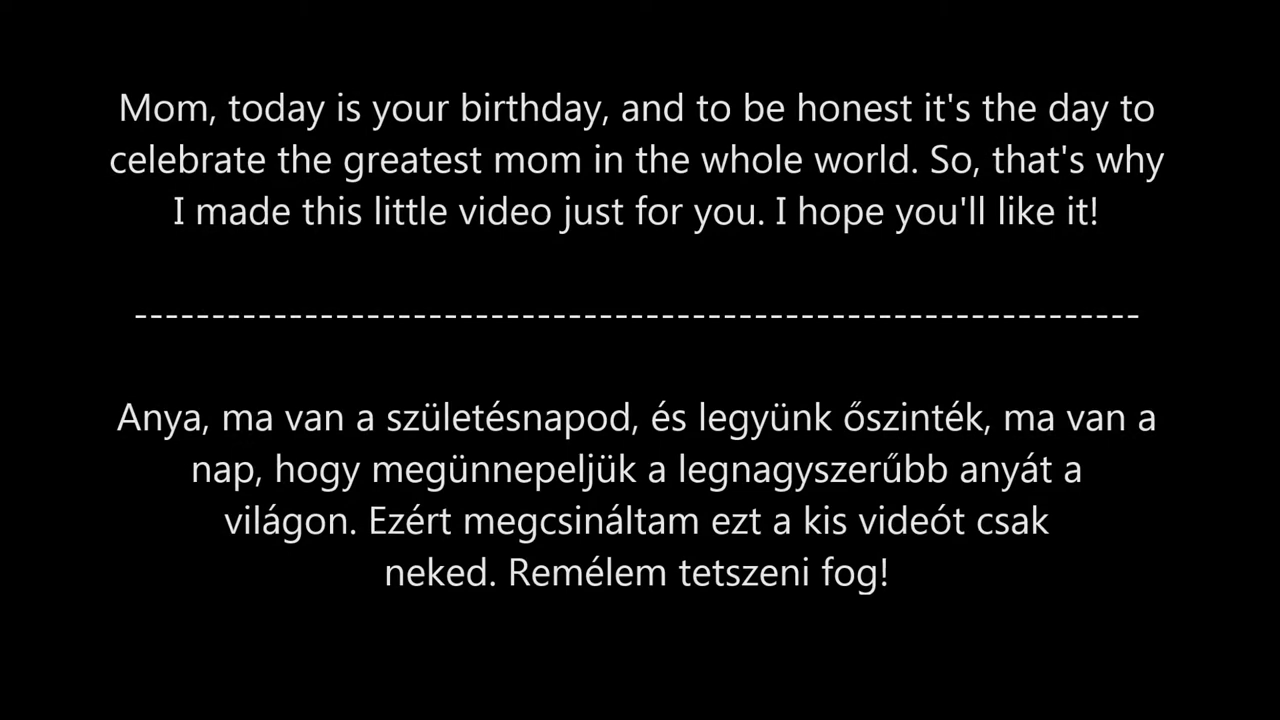 Mom, today is your birthday, and to be honest it's the day to
celebrate the greatest mom in the whole world. So, that's why
I made this little video just for you. I hope you'll like it!
-----------------------------------------------------------------
Anya, ma van a születésnapod, és legyünk őszinték, ma van a
nap, hogy megünnepeljük a legnagyszerűbb anyát a
világon. Ezért megcsináltam ezt a kis videót csak
neked. Remélem tetszeni fog!